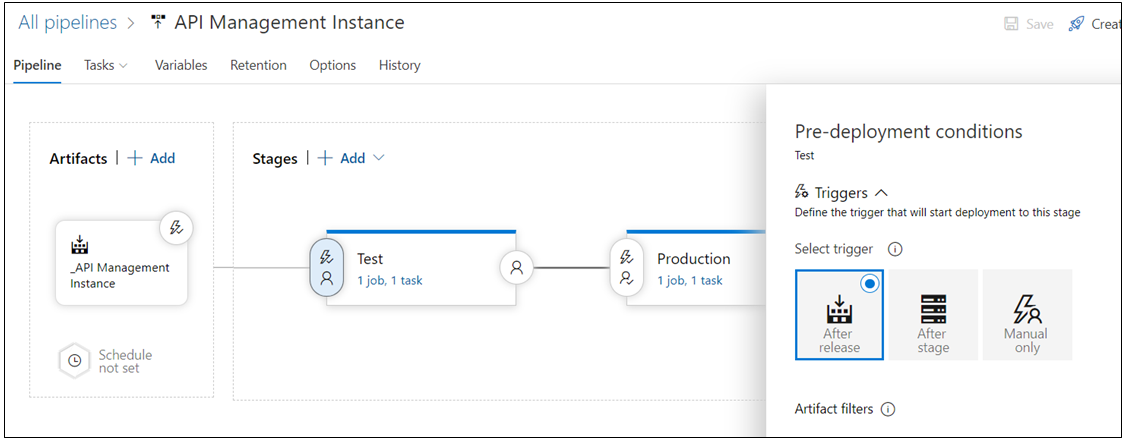 All pipelines > API Management Instance
Save
Creat
Pipeline
Tasks
Variables
Retention
Options
History
Artifacts | + Add
_API Management
Instance
Schedule
not set
Stages | + Add
Test
1 job, 1 task
Production
1 job, 1 task
Pre-deployment conditions
Test
Triggers
Define the trigger that will start deployment to this stage
Select trigger
After
release
After
stage
Manual
only
Artifact filters